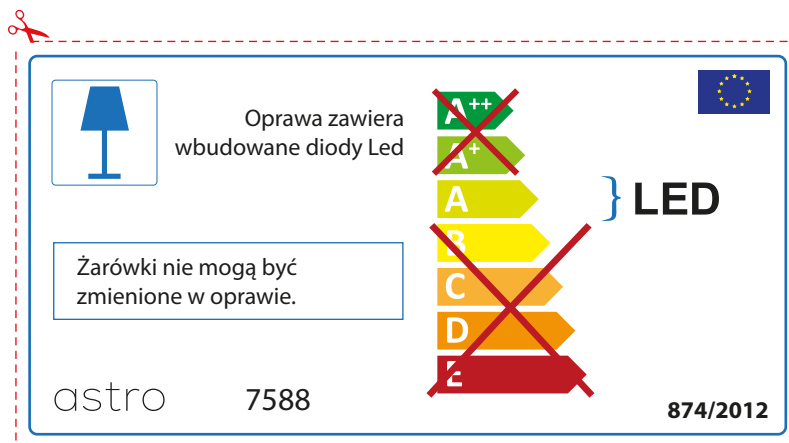 Oprawa zawiera
wbudowane diody Led
A++
A+
A
B
C
D
E
LED
Żarówki nie mogą być
zmienione w oprawie.
astro
7588
874/2012